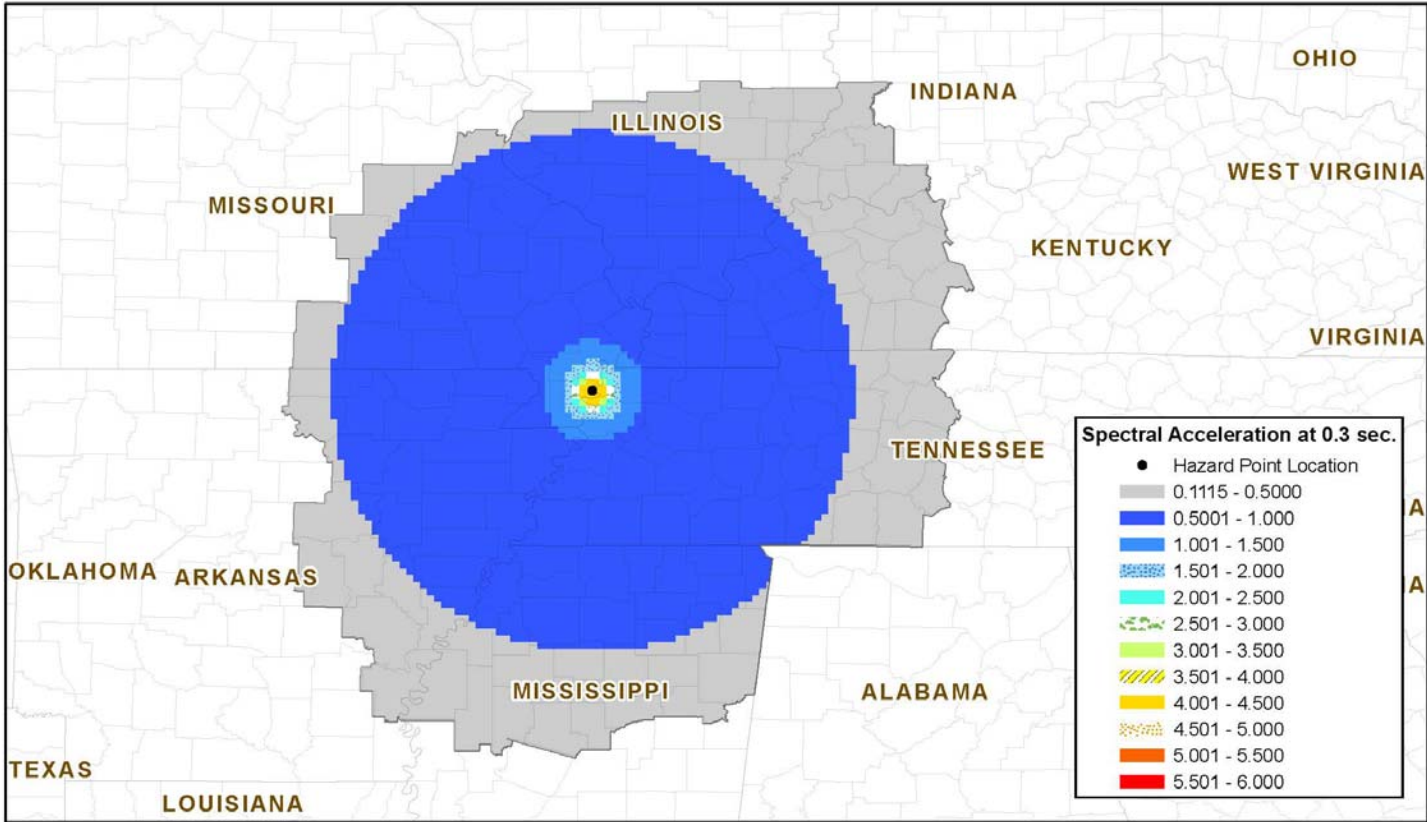 OHIO
INDIANA
ILLINOIS
WEST VIRGINIA
MISSOURI
KENTUCKY
VIRGINIA
TENNESSEE
OKLAHOMA
ARKANSAS
MISSISSIPPI
ALABAMA
TEXAS
LOUISIANA
Spectral Acceleration at 0.3 sec.
Hazard Point Location
0.1115 - 0.5000
0.5001 - 1.000
1.001 - 1.500
1.501 - 2.000
2.001 - 2.500
2.501 - 3.000
3.001 - 3.500
3.501 - 4.000
4.001 - 4.500
4.501 - 5.000
5.001 - 5.500
5.501 - 6.000